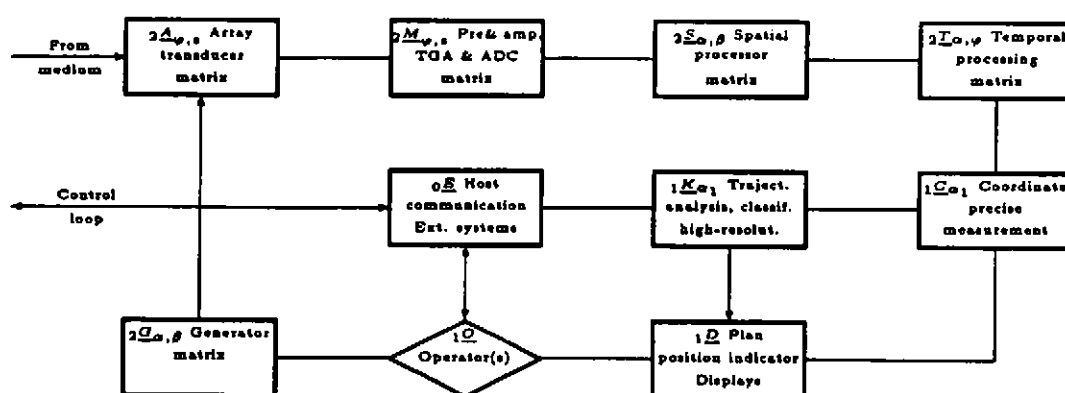 From
medium
₂A̲φ,s Array
transducer
matrix
₂M̲φ,s Pre& amp.
TGA & ADC
matrix
₂S̲α,β Spatial
processor
matrix
₂T̲α,φ Temporal
processing
matrix
Control
loop
₀E̲ Host
communication
Ext. systems
₁K̲α₁ Traject.
analysis, classif.
high-resolut.
₁C̲α₁ Coordinate
precise
measurement
₂G̲α,β Generator
matrix
₁O̲
Operator(s)
₁D̲ Plan
position indicator
Displays